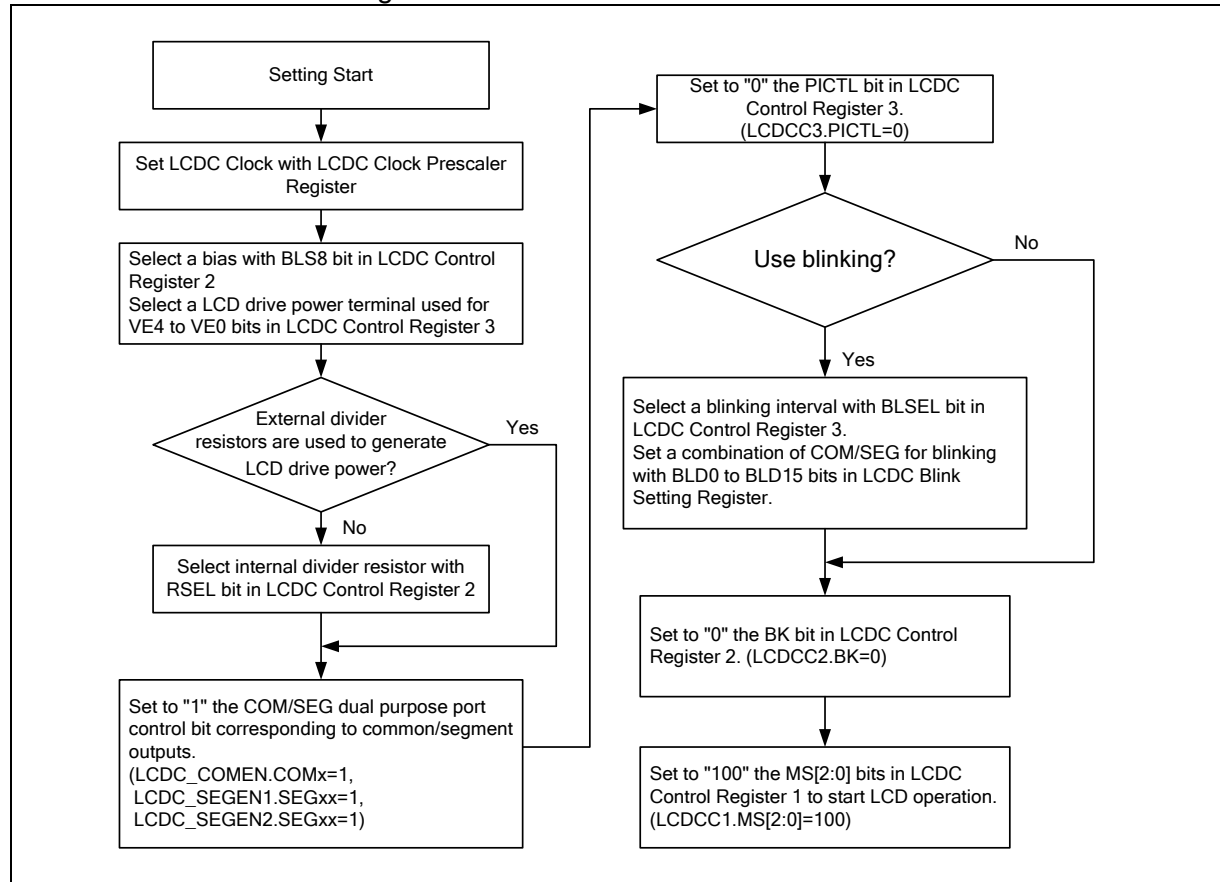 Setting Start
Set LCDC Clock with LCDC Clock Prescaler
Register
Select a bias with BLS8 bit in LCDC Control
Register 2
Select a LCD drive power terminal used for
VE4 to VE0 bits in LCDC Control Register 3
External divider
resistors are used to generate
LCD drive power?
Yes
No
Select internal divider resistor with
RSEL bit in LCDC Control Register 2
Set to "1" the COM/SEG dual purpose port
control bit corresponding to common/segment
outputs.
(LCDC_COMEN.COMx=1,
LCDC_SEGEN1.SEGxx=1,
LCDC_SEGEN2.SEGxx=1)
Set to "0" the PICTL bit in LCDC
Control Register 3.
(LCDCC3.PICTL=0)
Use blinking?
No
Yes
Select a blinking interval with BLSEL bit in
LCDC Control Register 3.
Set a combination of COM/SEG for blinking
with BLD0 to BLD15 bits in LCDC Blink
Setting Register.
Set to "0" the BK bit in LCDC Control
Register 2. (LCDCC2.BK=0)
Set to "100" the MS[2:0] bits in LCDC
Control Register 1 to start LCD operation.
(LCDCC1.MS[2:0]=100)